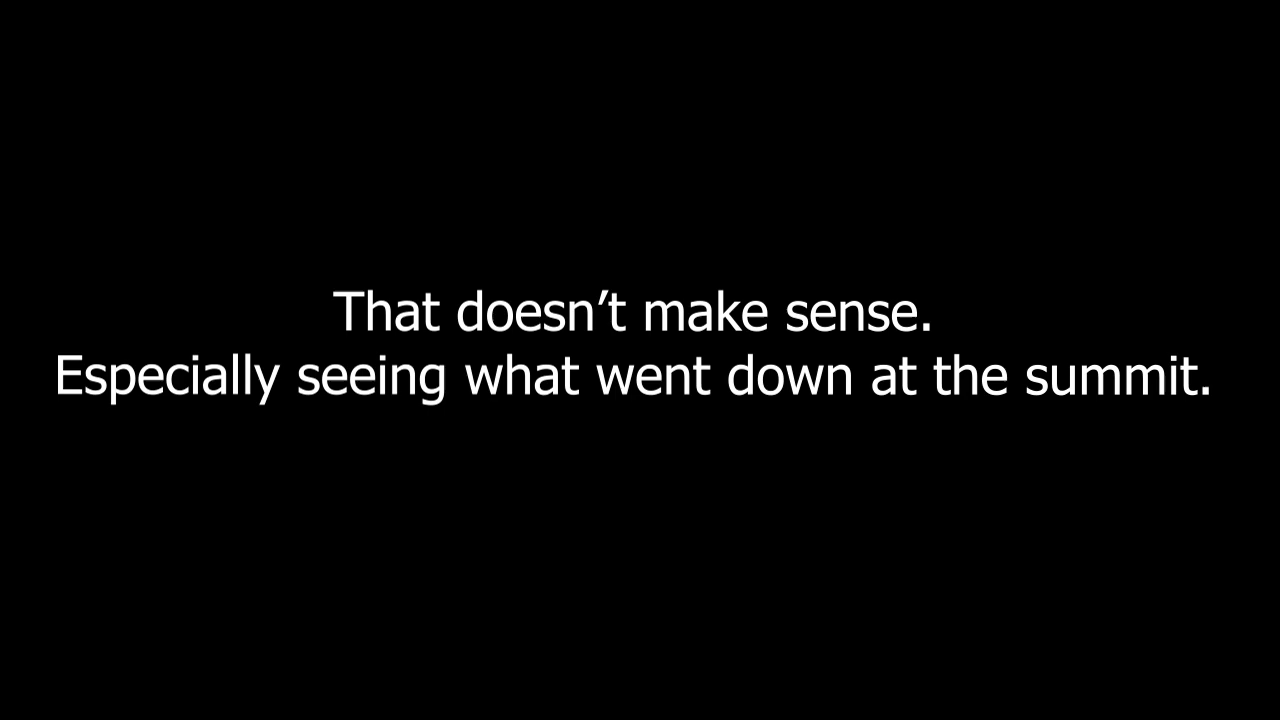 That doesn’t make sense.
Especially seeing what went down at the summit.